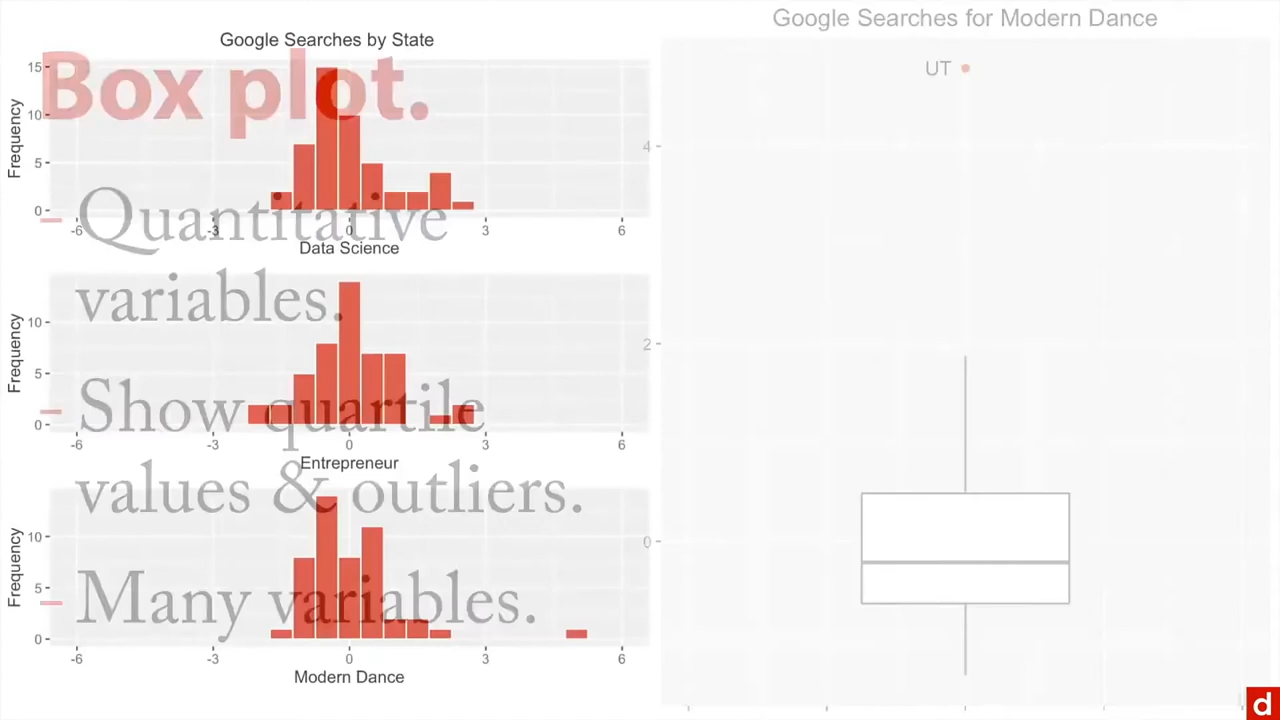 Google Searches by State
Box plot.
Frequency
15
10
5
0
-6 -3 0 3 6
Data Science
Quantitative
variables.
Frequency
10
5
0
-6 -3 0 3 6
Entrepreneur
Show quartile
values & outliers.
Frequency
10
5
0
-6 -3 0 3 6
Modern Dance
Many variables.
Google Searches for Modern Dance
UT
4
2
0
d